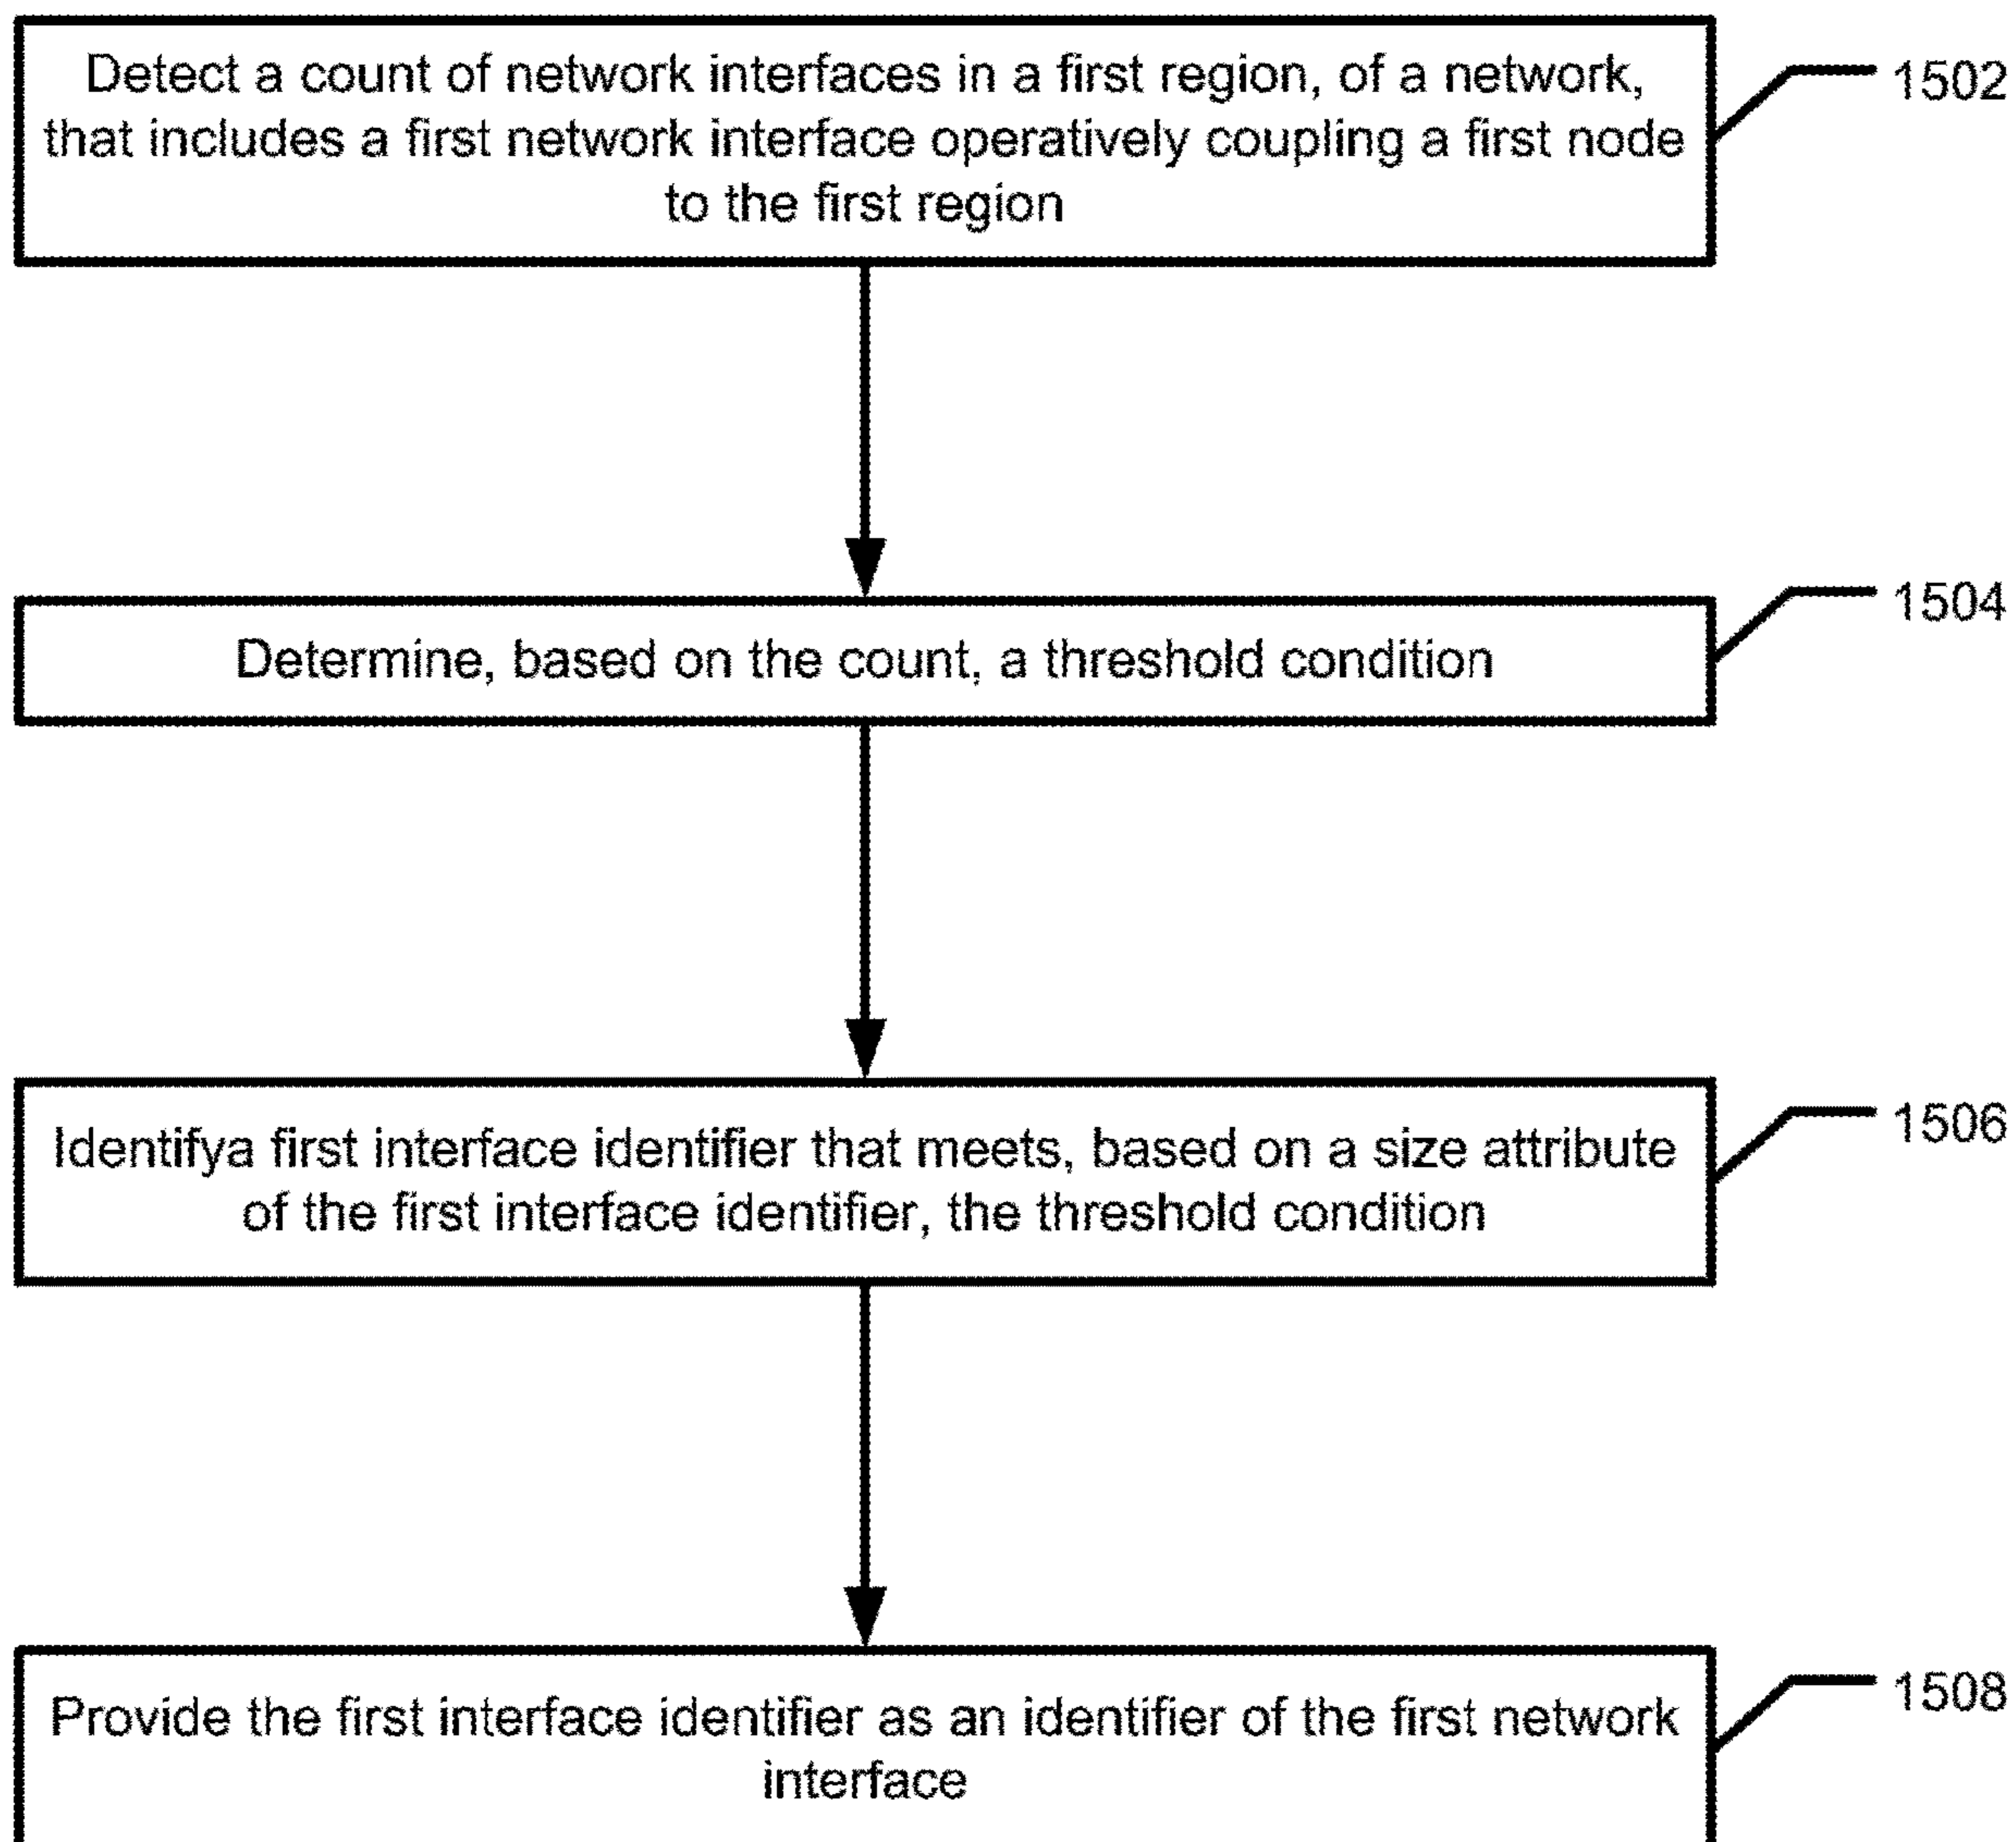 Detect a count of network interfaces in a first region, of a network,
that includes a first network interface operatively coupling a first node
to the first region
1502
Determine, based on the count, a threshold condition
1504
Identifya first interface identifier that meets, based on a size attribute
of the first interface identifier, the threshold condition
1506
Provide the first interface identifier as an identifier of the first network
interface
1508